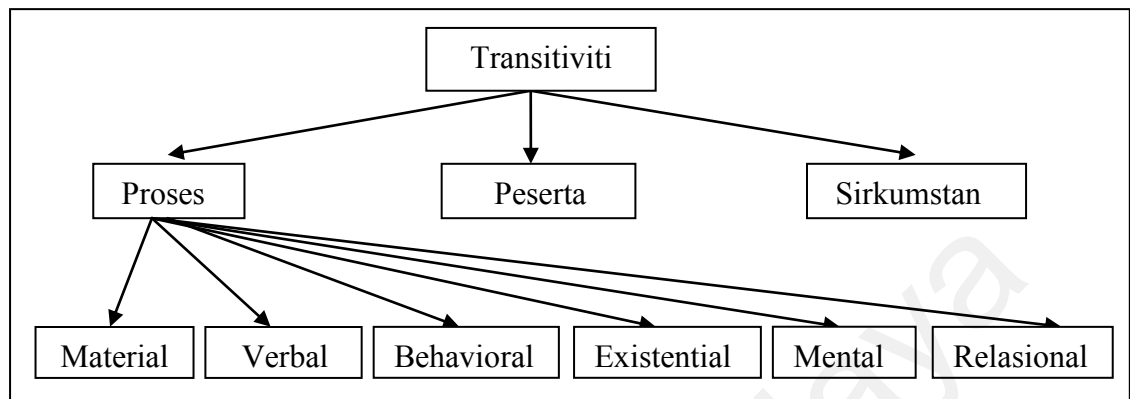 Transitiviti
Proses Peserta Sirkumstan
Material Verbal Behavioral Existential Mental Relasional